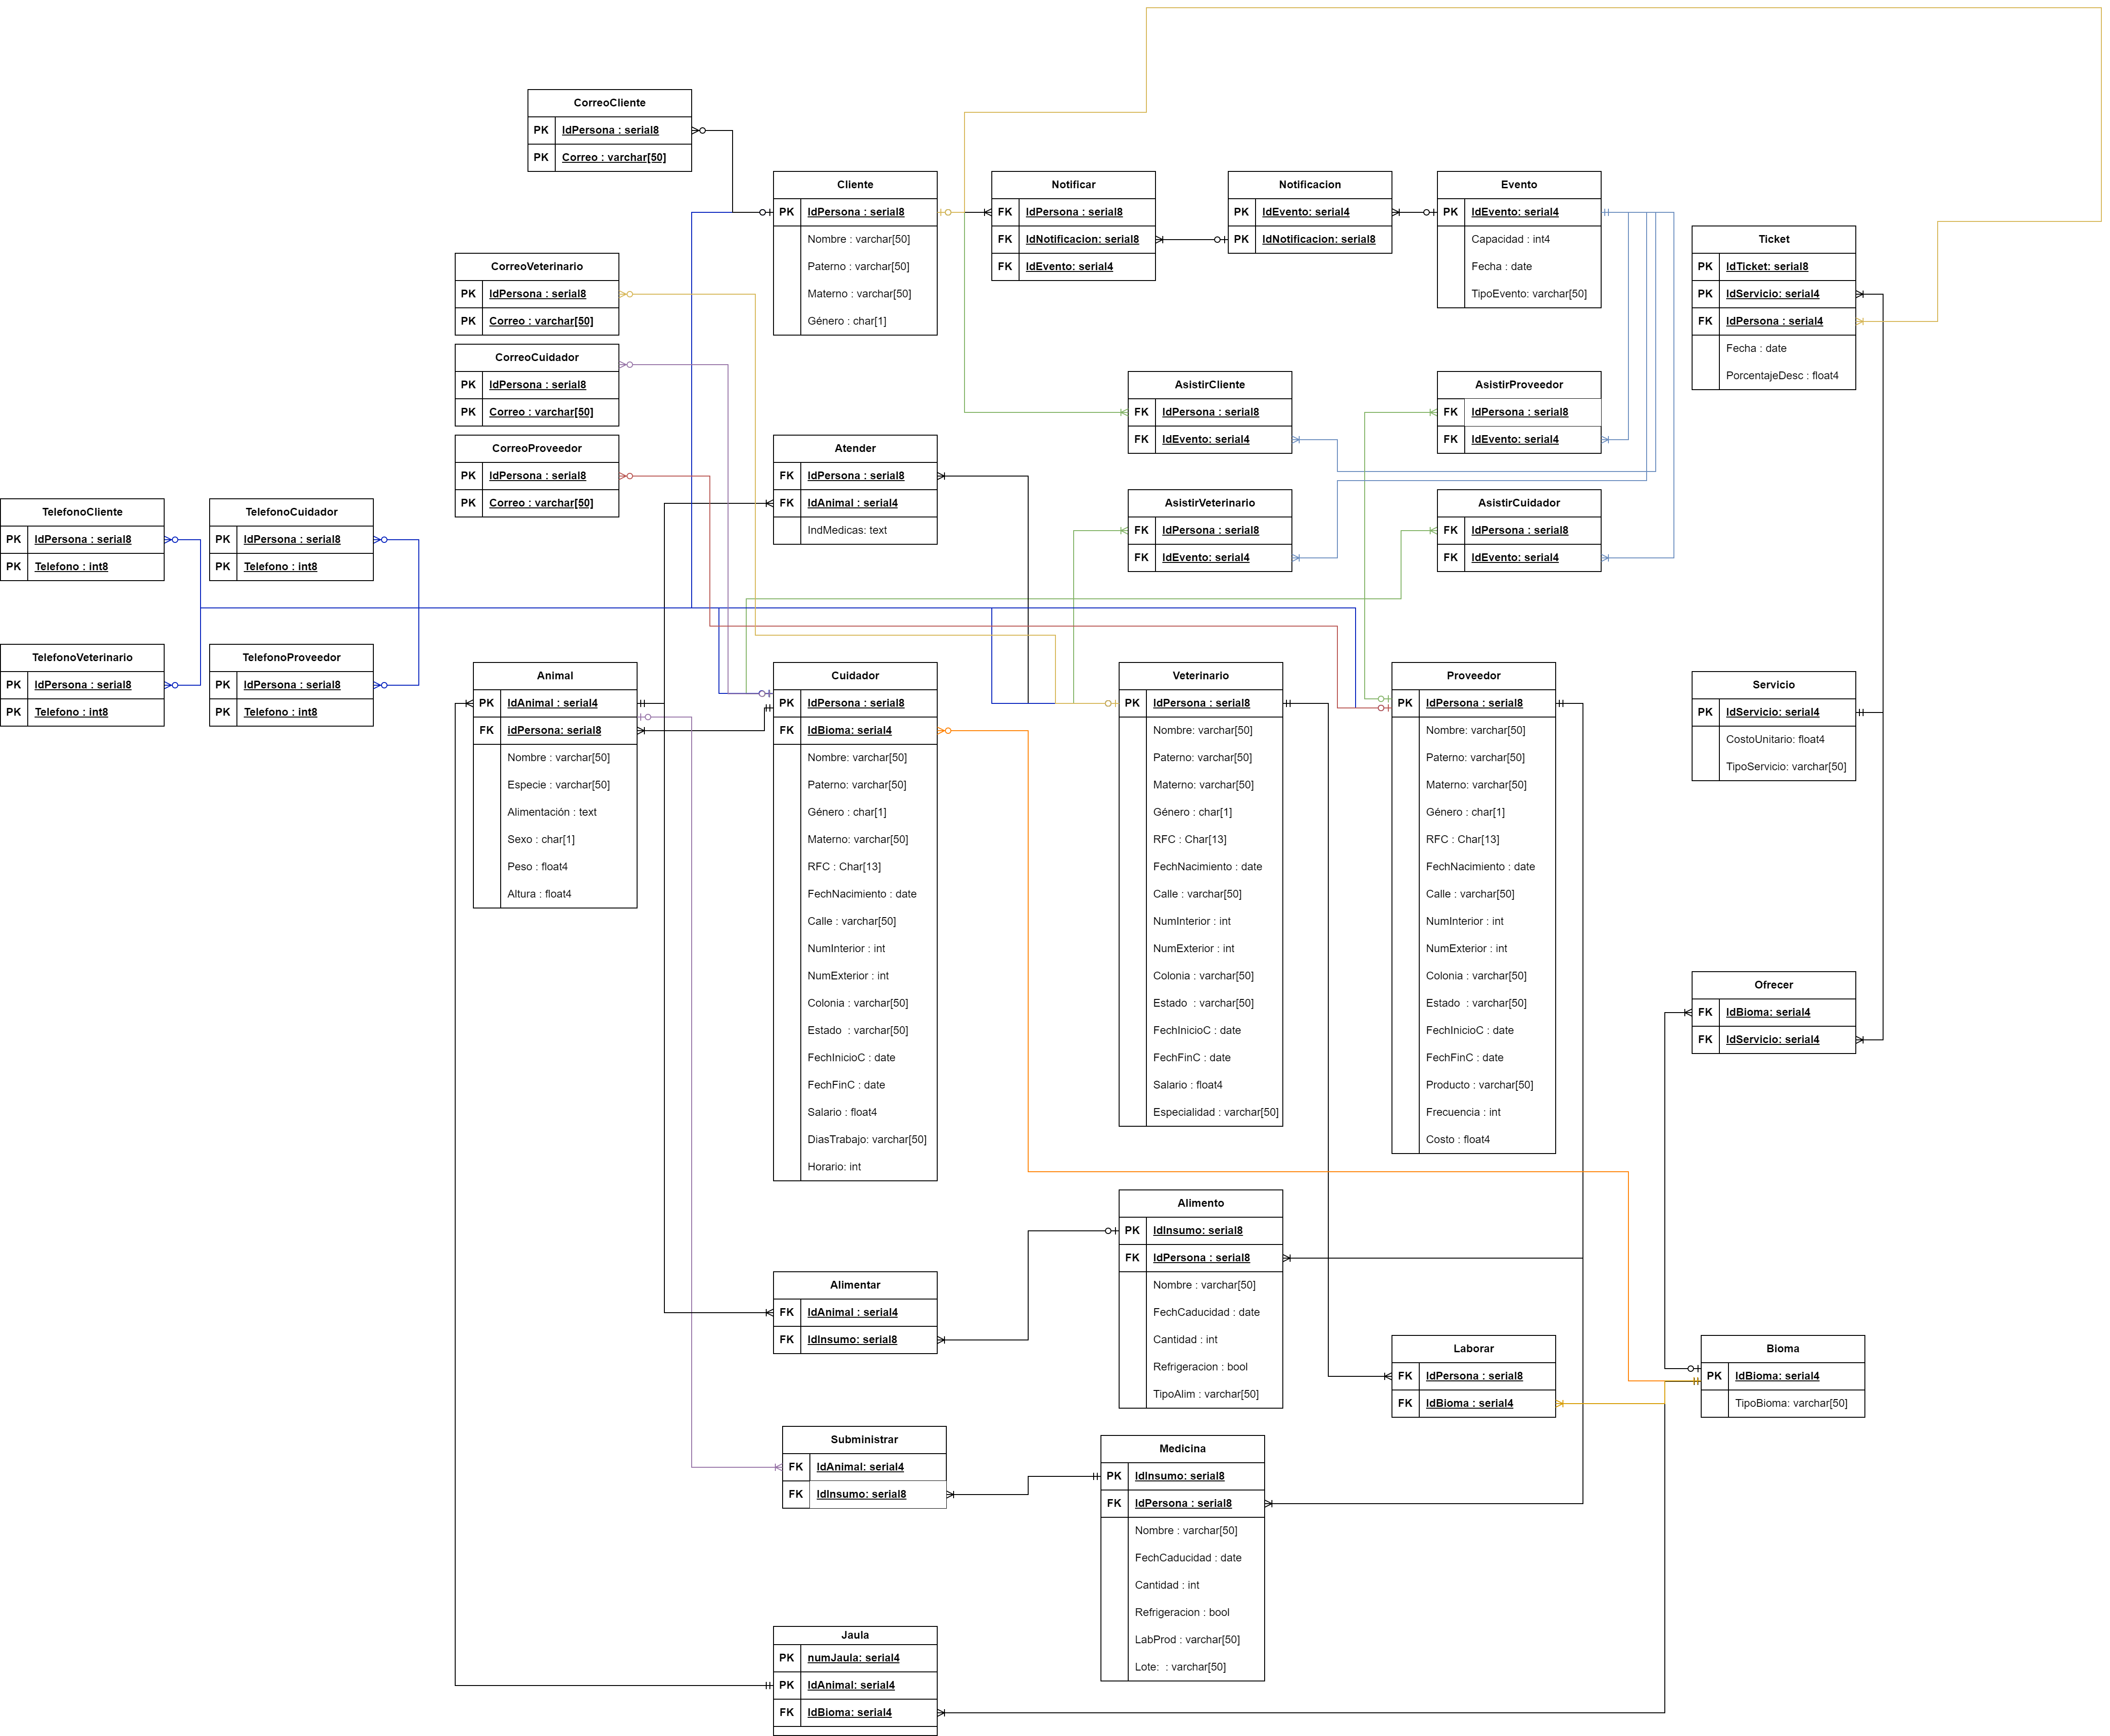 CorreoCliente
PK IdPersona : serial8
PK Correo : varchar[50]
Cliente
PK IdPersona : serial8
Nombre : varchar[50]
Paterno : varchar[50]
Materno : varchar[50]
Género : char[1]
Notificar
FK IdPersona : serial8
FK IdNotificacion: serial8
FK IdEvento: serial4
Notificacion
PK IdEvento: serial4
PK IdNotificacion: serial8
Evento
PK IdEvento: serial4
Capacidad : int4
Fecha : date
TipoEvento: varchar[50]
Ticket
PK IdTicket: serial8
PK IdServicio: serial4
FK IdPersona : serial4
Fecha : date
PorcentajeDesc : float4
CorreoVeterinario
PK IdPersona : serial8
PK Correo : varchar[50]
CorreoCuidador
PK IdPersona : serial8
PK Correo : varchar[50]
CorreoProveedor
PK IdPersona : serial8
PK Correo : varchar[50]
AsistirCliente
FK IdPersona : serial8
FK IdEvento: serial4
AsistirProveedor
FK IdPersona : serial8
FK IdEvento: serial4
Atender
FK IdPersona : serial8
FK IdAnimal : serial4
IndMedicas: text
AsistirVeterinario
FK IdPersona : serial8
FK IdEvento: serial4
AsistirCuidador
FK IdPersona : serial8
FK IdEvento: serial4
TelefonoCliente
PK IdPersona : serial8
PK Telefono : int8
TelefonoCuidador
PK IdPersona : serial8
PK Telefono : int8
TelefonoVeterinario
PK IdPersona : serial8
PK Telefono : int8
TelefonoProveedor
PK IdPersona : serial8
PK Telefono : int8
Animal
PK IdAnimal : serial4
FK idPersona: serial8
Nombre : varchar[50]
Especie : varchar[50]
Alimentación : text
Sexo : char[1]
Peso : float4
Altura : float4
Cuidador
PK IdPersona : serial8
FK IdBioma: serial4
Nombre: varchar[50]
Paterno: varchar[50]
Género : char[1]
Materno: varchar[50]
RFC : Char[13]
FechNacimiento : date
Calle : varchar[50]
NumInterior : int
NumExterior : int
Colonia : varchar[50]
Estado : varchar[50]
FechInicioC : date
FechFinC : date
Salario : float4
DiasTrabajo: varchar[50]
Horario: int
Veterinario
PK IdPersona : serial8
Nombre: varchar[50]
Paterno: varchar[50]
Materno: varchar[50]
Género : char[1]
RFC : Char[13]
FechNacimiento : date
Calle : varchar[50]
NumInterior : int
NumExterior : int
Colonia : varchar[50]
Estado : varchar[50]
FechInicioC : date
FechFinC : date
Salario : float4
Especialidad : varchar[50]
Proveedor
PK IdPersona : serial8
Nombre: varchar[50]
Paterno: varchar[50]
Materno: varchar[50]
Género : char[1]
RFC : Char[13]
FechNacimiento : date
Calle : varchar[50]
NumInterior : int
NumExterior : int
Colonia : varchar[50]
Estado : varchar[50]
FechInicioC : date
FechFinC : date
Producto : varchar[50]
Frecuencia : int
Costo : float4
Servicio
PK IdServicio: serial4
CostoUnitario: float4
TipoServicio: varchar[50]
Ofrecer
FK IdBioma: serial4
FK IdServicio: serial4
Alimento
PK IdInsumo: serial8
FK IdPersona : serial8
Nombre : varchar[50]
FechCaducidad : date
Cantidad : int
Refrigeracion : bool
TipoAlim : varchar[50]
Alimentar
FK IdAnimal : serial4
FK IdInsumo: serial8
Laborar
FK IdPersona : serial8
FK IdBioma : serial4
Bioma
PK IdBioma: serial4
TipoBioma: varchar[50]
Subministrar
FK IdAnimal: serial4
FK IdInsumo: serial8
Medicina
PK IdInsumo: serial8
FK IdPersona : serial8
Nombre : varchar[50]
FechCaducidad : date
Cantidad : int
Refrigeracion : bool
LabProd : varchar[50]
Lote: : varchar[50]
Jaula
PK numJaula: serial4
PK IdAnimal: serial4
FK IdBioma: serial4